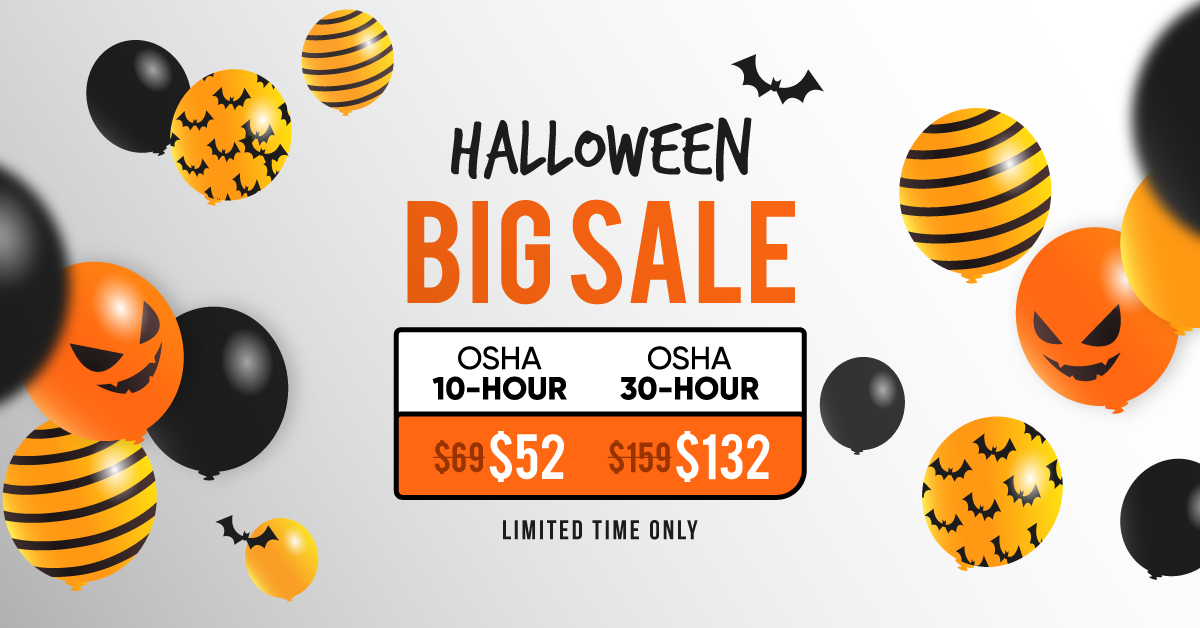 HALLOWEEN
BIG SALE
OSHA
10-HOUR
OSHA
30-HOUR
$69 $52
$159 $132
LIMITED TIME ONLY